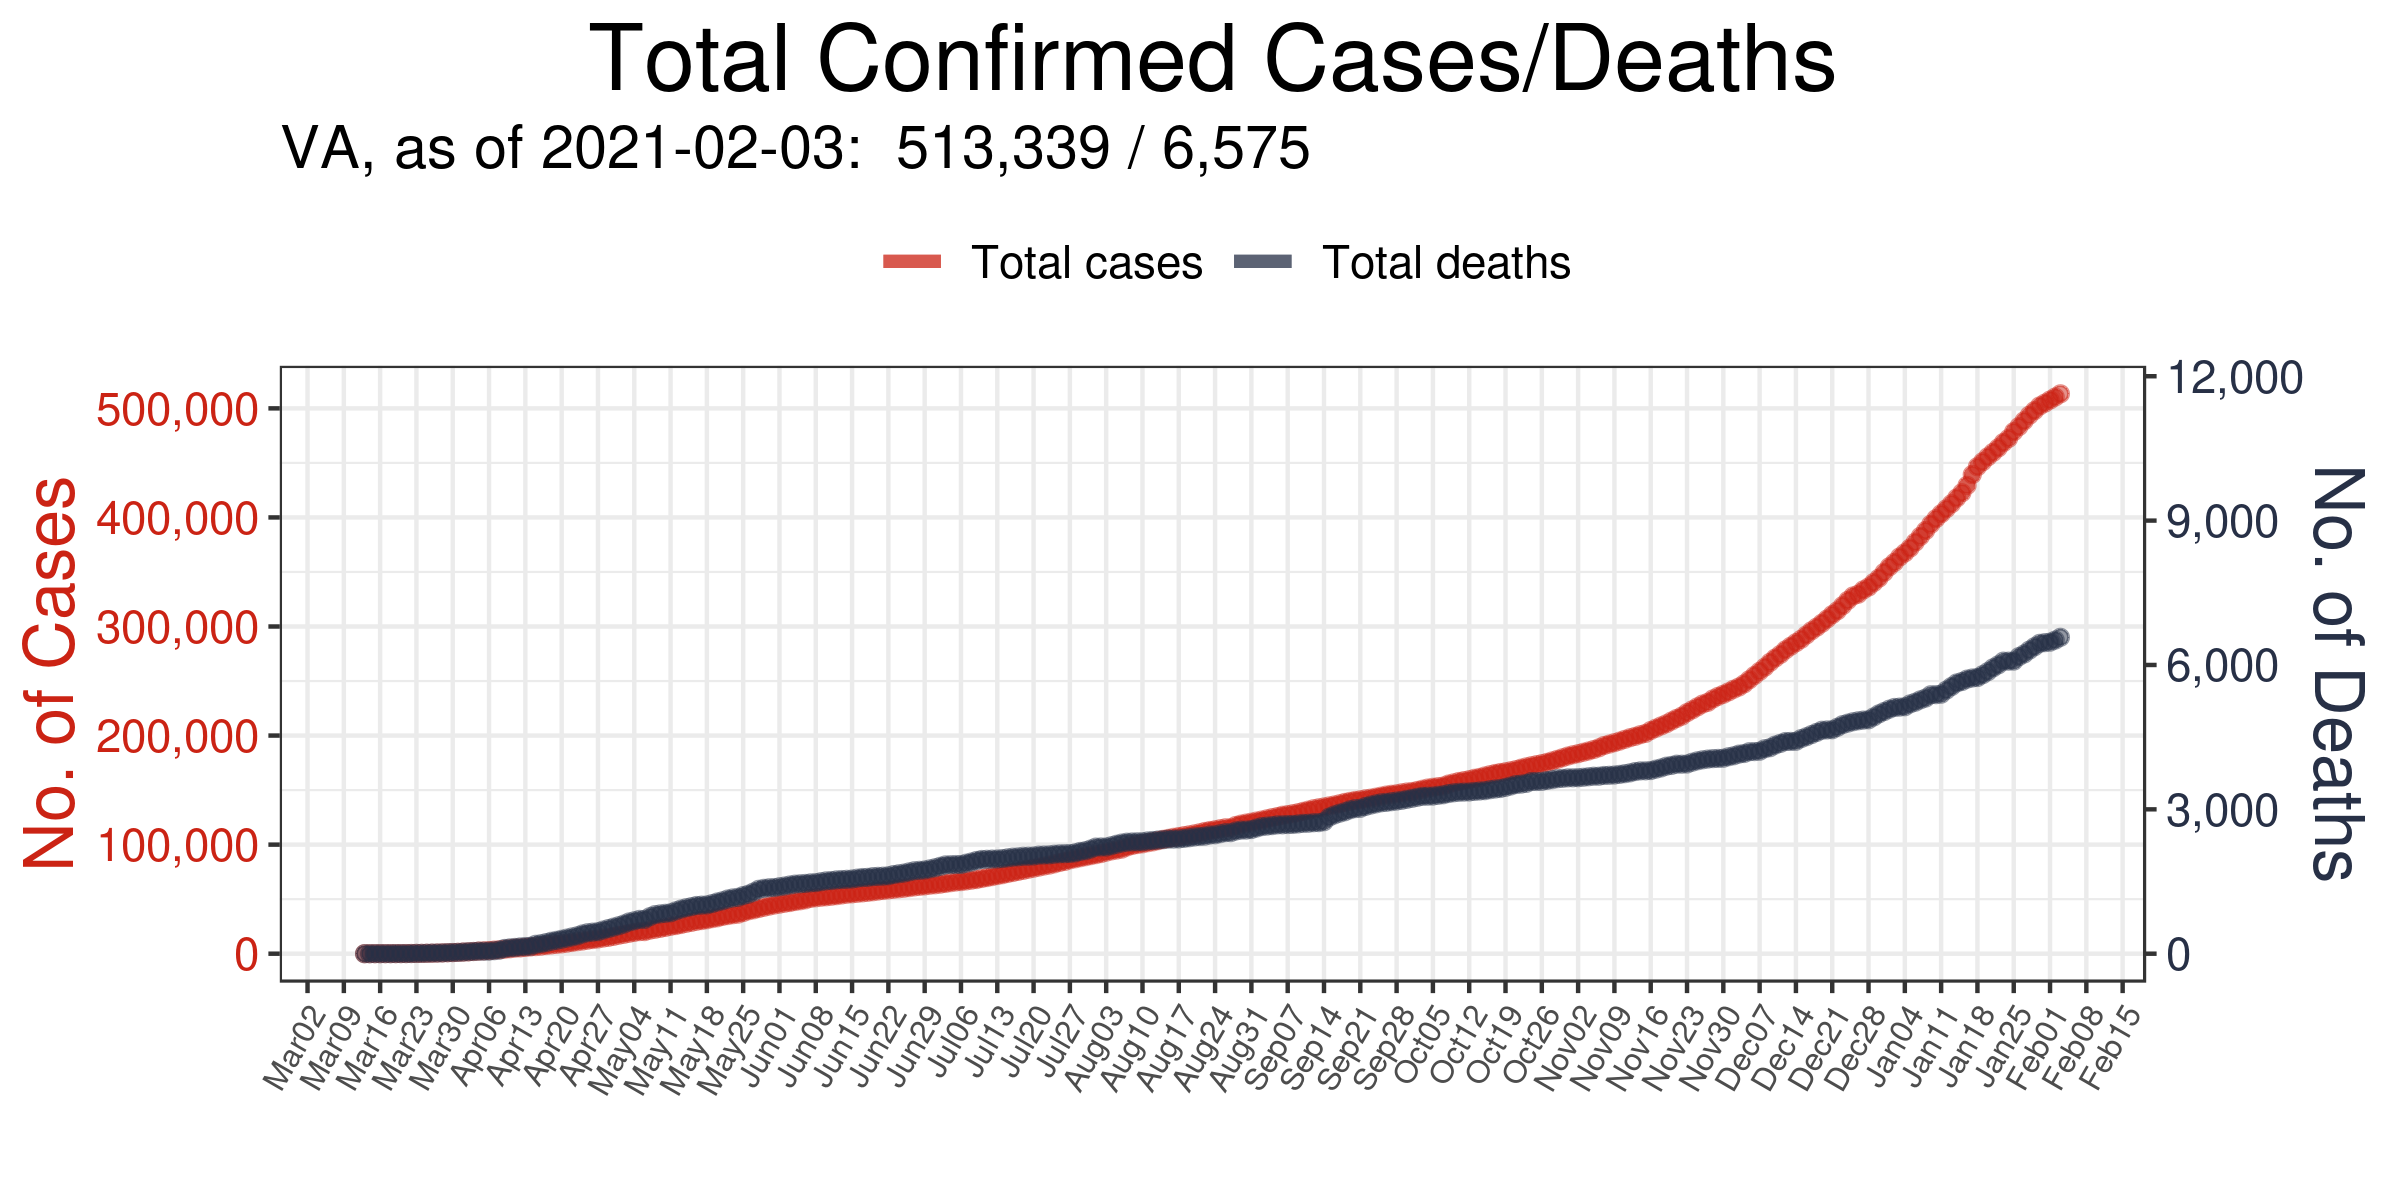 Total Confirmed Cases/Deaths
VA, as of 2021-02-03:  513,339 / 6,575
Total cases
Total deaths
No. of Cases
500,000
400,000
300,000
200,000
100,000
0
12,000
9,000
6,000
3,000
0
No. of Deaths
Mar02
Mar09
Mar16
Mar23
Mar30
Apr06
Apr13
Apr20
Apr27
May04
May11
May18
May25
Jun01
Jun08
Jun15
Jun22
Jun29
Jul06
Jul13
Jul20
Jul27
Aug03
Aug10
Aug17
Aug24
Aug31
Sep07
Sep14
Sep21
Sep28
Oct05
Oct12
Oct19
Oct26
Nov02
Nov09
Nov16
Nov23
Nov30
Dec07
Dec14
Dec21
Dec28
Jan04
Jan11
Jan18
Jan25
Feb01
Feb08
Feb15